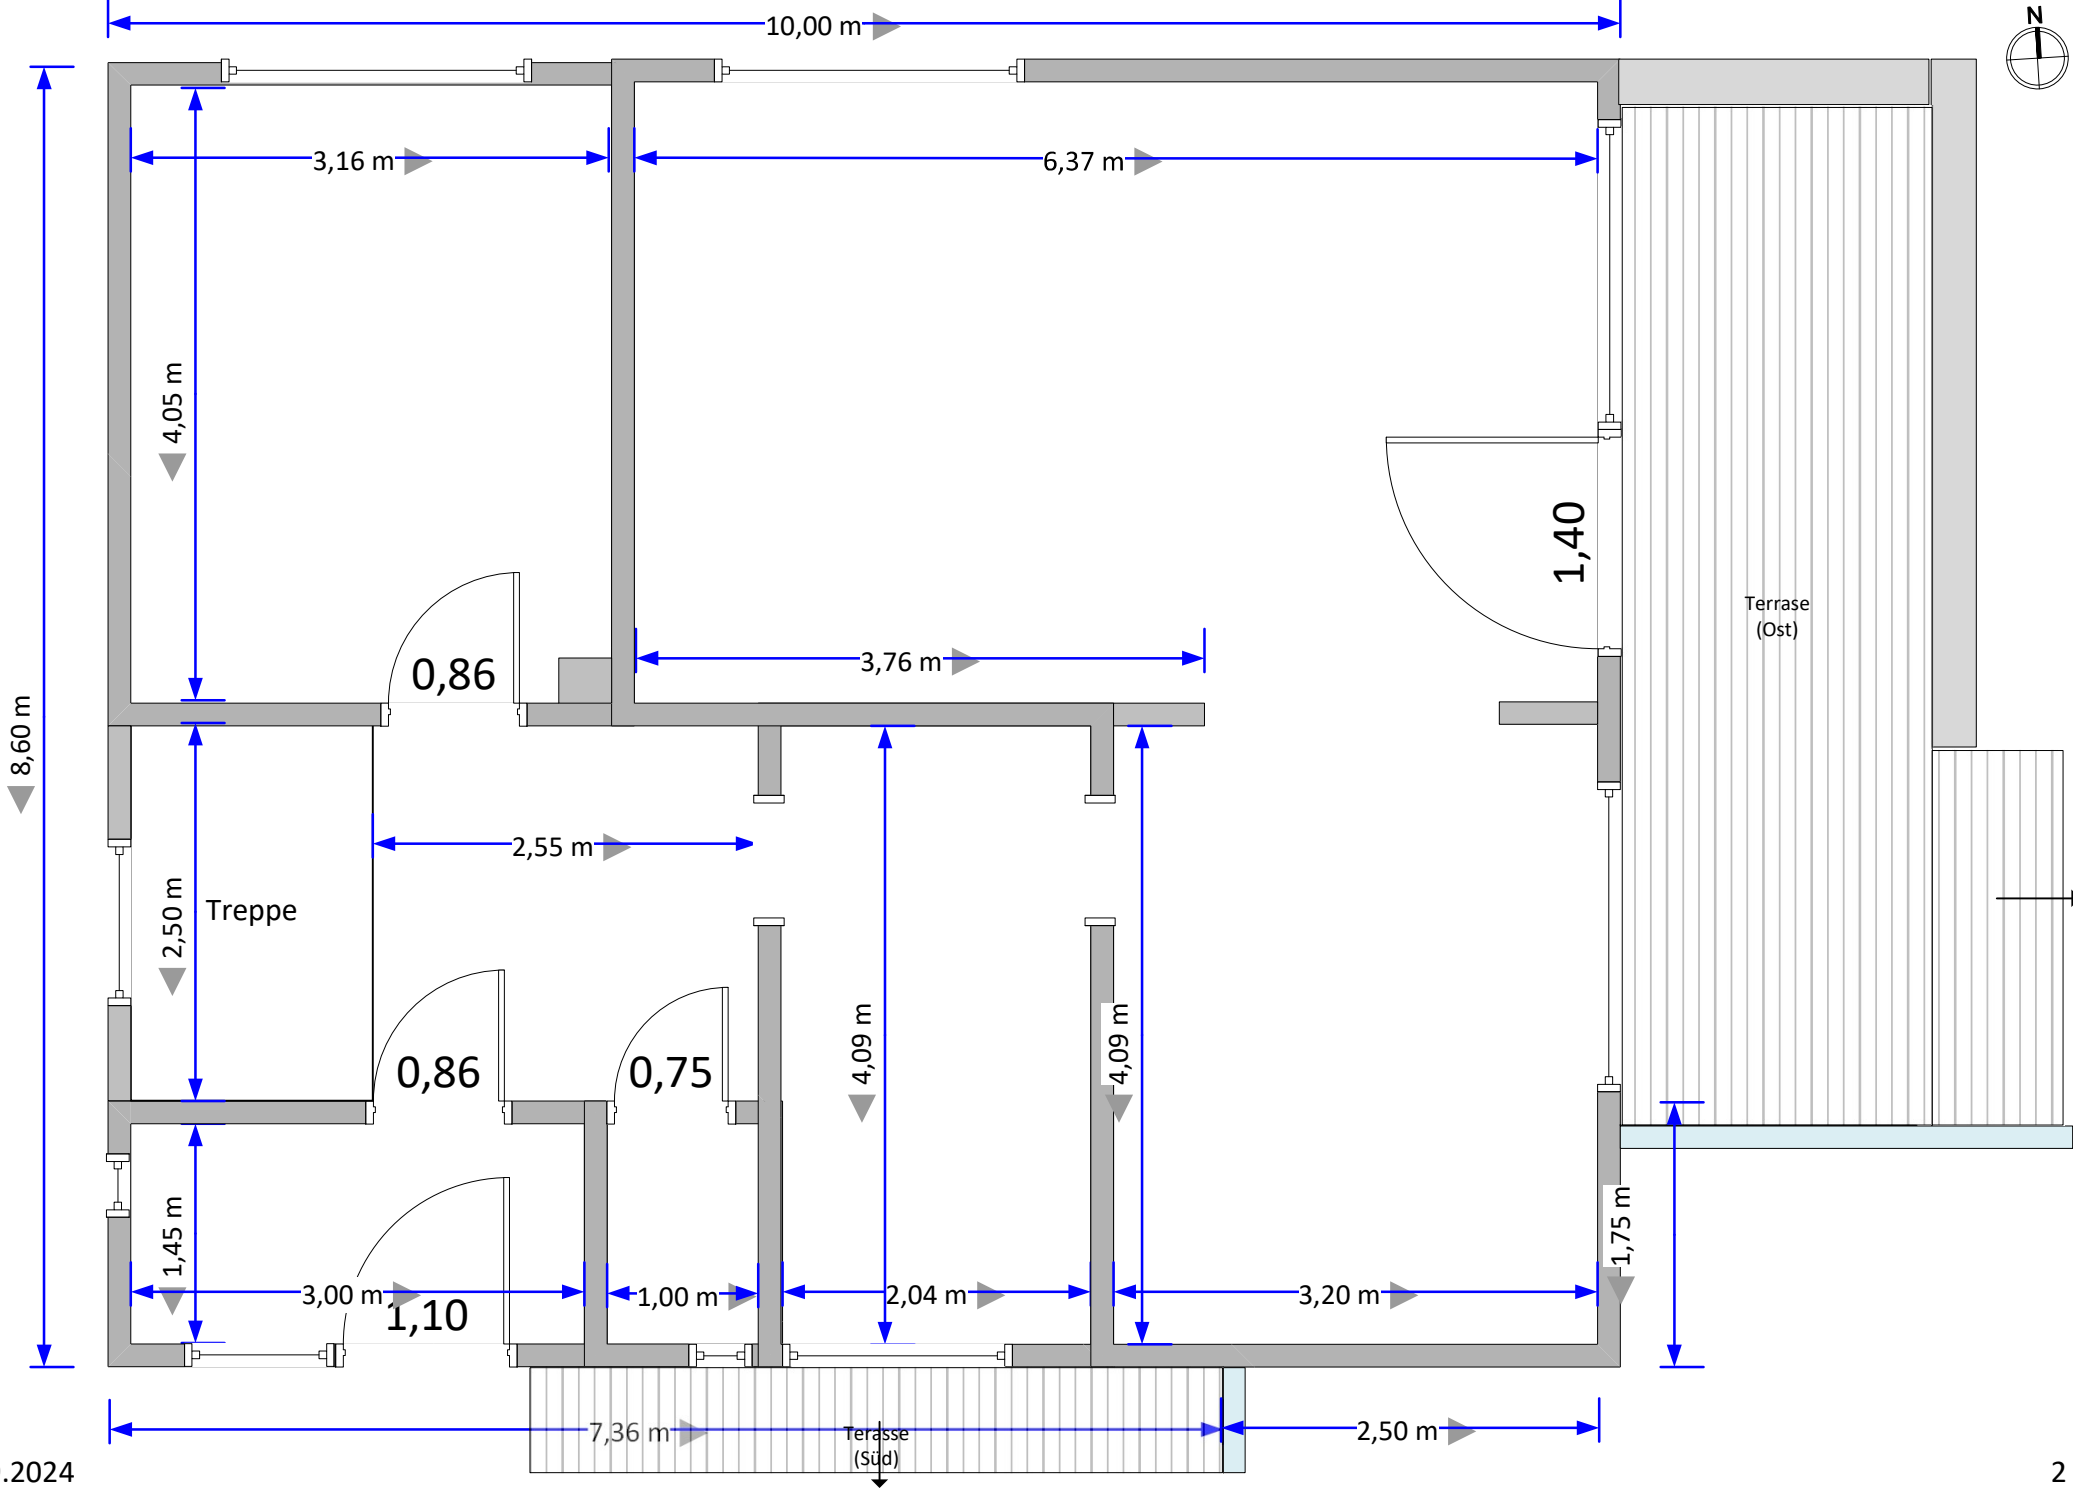 10,00 m
N
3,16 m
6,37 m
4,05 m
1,40
Terrase
(Ost)
0,86
3,76 m
8,60 m
2,55 m
2,50 m
Treppe
4,09 m
4,09 m
0,86
0,75
1,45 m
1,75 m
3,00 m
1,00 m
2,04 m
3,20 m
1,10
7,36 m
Terasse
(Süd)
2,50 m
.2024
2